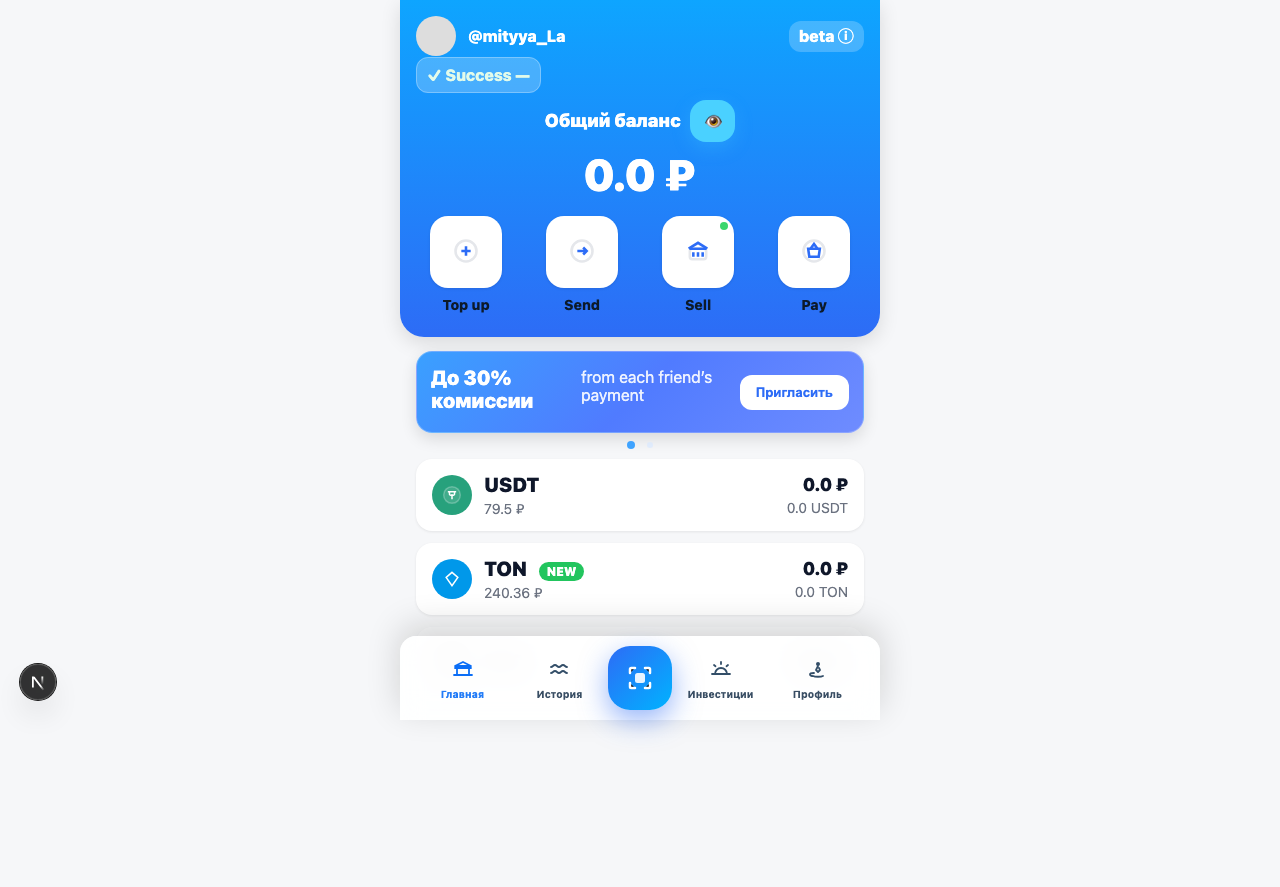 @mityya_La
beta ⓘ
✓ Success —
Общий баланс
0.0 ₽
Top up
Send
Sell
Pay
До 30%
комиссии
from each friend’s
payment
Пригласить
USDT
79.5 ₽
0.0 ₽
0.0 USDT
TON NEW
240.36 ₽
0.0 ₽
0.0 TON
N
Главная
История
Инвестиции
Профиль